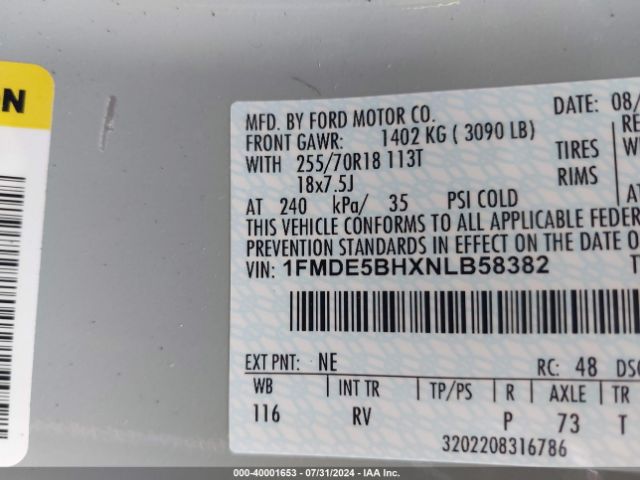 ON
MFD. BY FORD MOTOR CO.
DATE: 08/
FRONT GAWR: 1402 KG ( 3090 LB)
WITH 255/70R18 113T TIRES
18x7.5J RIMS
AT 240 kPa/ 35 PSI COLD
THIS VEHICLE CONFORMS TO ALL APPLICABLE FEDER
PREVENTION STANDARDS IN EFFECT ON THE DATE O
VIN: 1FMDE5BHXNLB58382
EXT PNT: NE RC: 48 DSO
WB INT TR TP/PS R AXLE TR
116 RV P 73 T
3202208316786
000-40001653 - 07/31/2024 - IAA Inc.